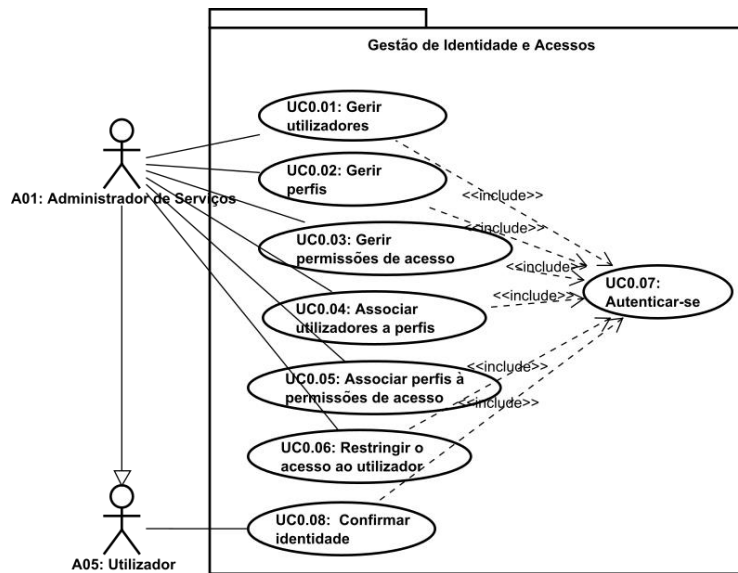 Gestão de Identidade e Acessos
UC0.01: Gerir
utilizadores
UC0.02: Gerir
perfis
<<include>>
A01: Administrador de Serviços
<<include>>
UC0.03: Gerir
permissões de acesso
<<include>>
UC0.07:
Autenticar-se
<<include>>
UC0.04: Associar
utilizadores a perfis
<<include>>
UC0.05: Associar perfis à
permissões de acesso
<<include>>
UC0.06: Restringir o
acesso ao utilizador
UC0.08: Confirmar
identidade
A05: Utilizador